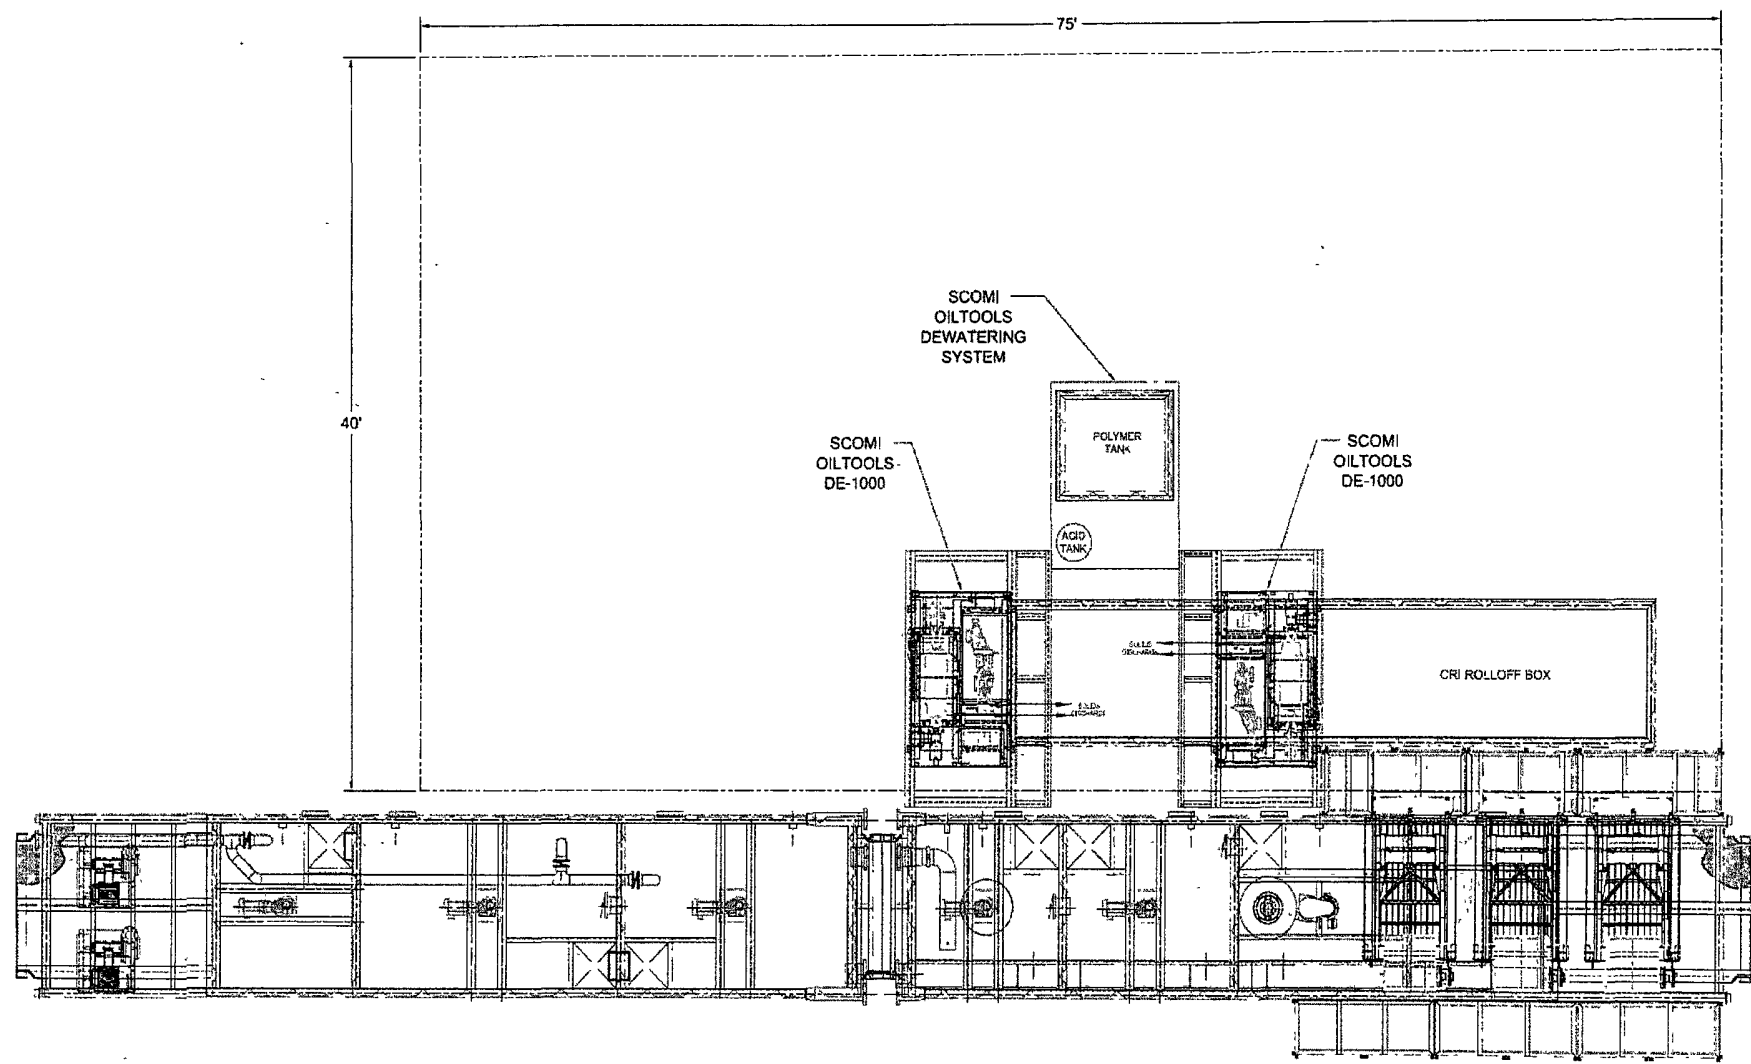 75'
40'
SCOMI
OILTOOLS
DEWATERING
SYSTEM
SCOMI
OILTOOLS
DE-1000
SCOMI
OILTOOLS
DE-1000
POLYMER
TANK
ACID
TANK
CRI ROLLOFF BOX